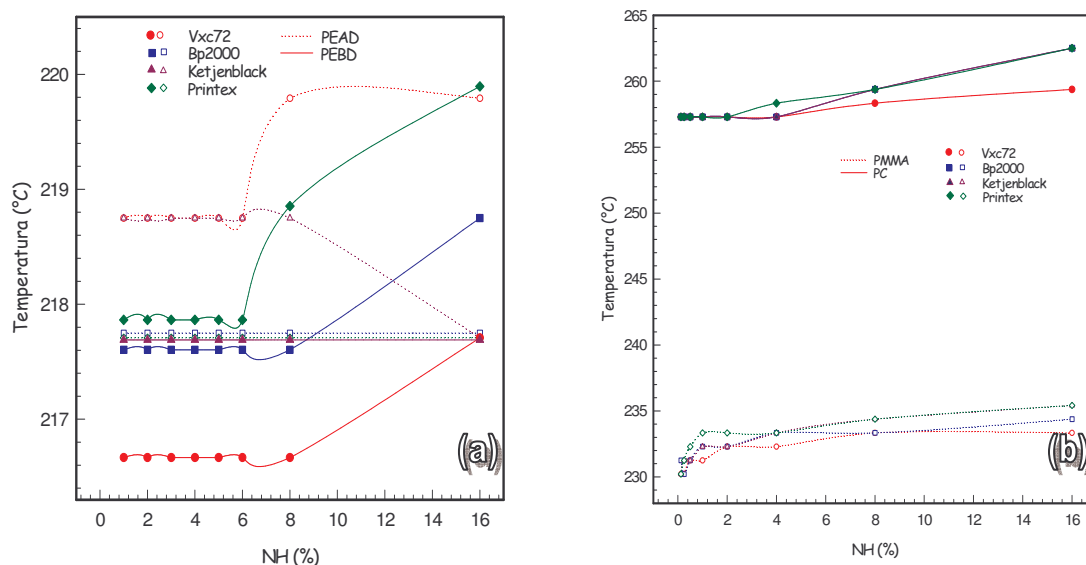 Vxc72
Bp2000
Ketjenblack
Printex
PEAD
PEBD
220
219
218
217
Temperatura (°C)
0 2 4 6 8 10 12 14 16
NH (%)
(a)
265
260
255
250
245
240
235
230
Temperatura (°C)
PMMA
PC
Vxc72
Bp2000
Ketjenblack
Printex
0 2 4 6 8 10 12 14 16
NH (%)
(b)